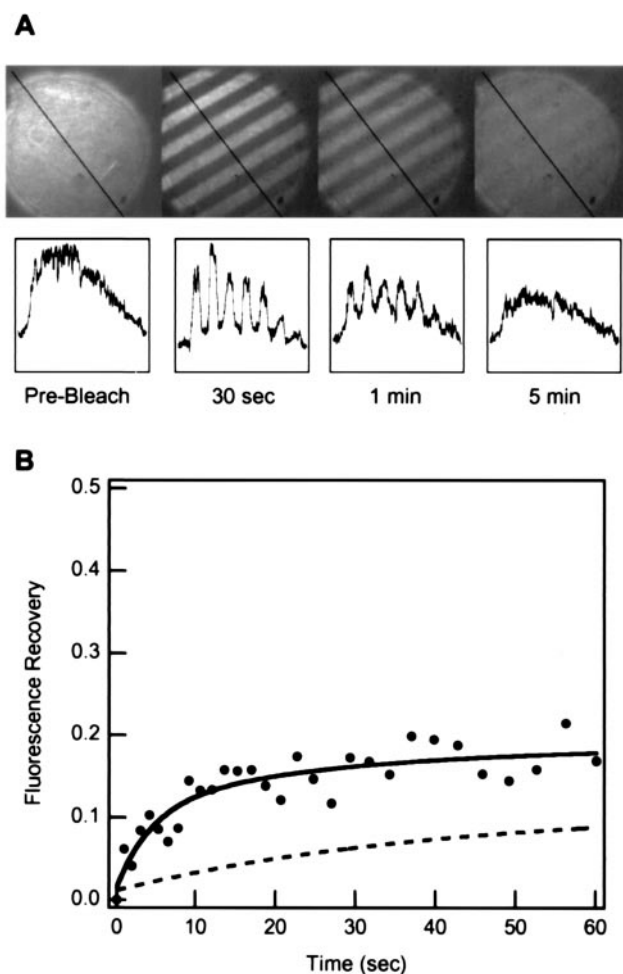 A
Pre-Bleach 30 sec 1 min 5 min
B
0.5
0.4
0.3
0.2
0.1
0.0
Fluorescence Recovery
0 10 20 30 40 50 60
Time (sec)